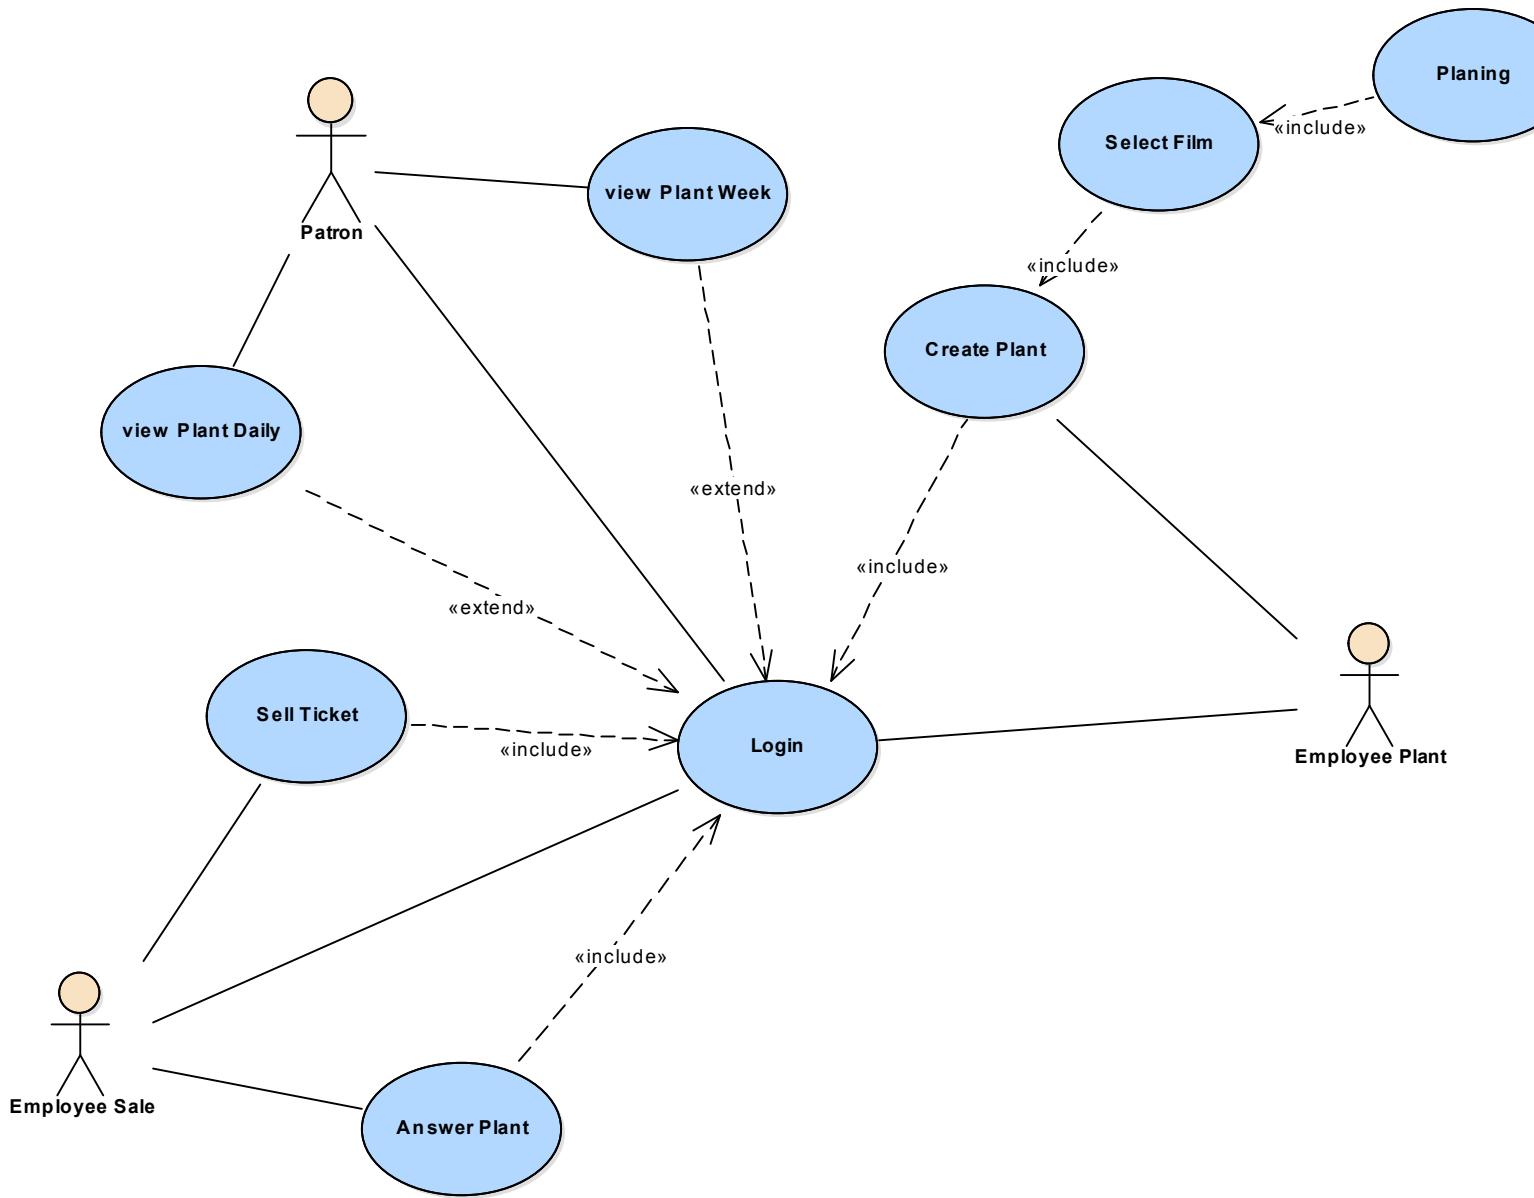 Planing
Select Film
«include»
view Plant Week
Patron
«include»
Create Plant
view Plant Daily
«extend»
«include»
«extend»
Sell Ticket
«include»
Login
Employee Plant
«include»
Employee Sale
Answer Plant